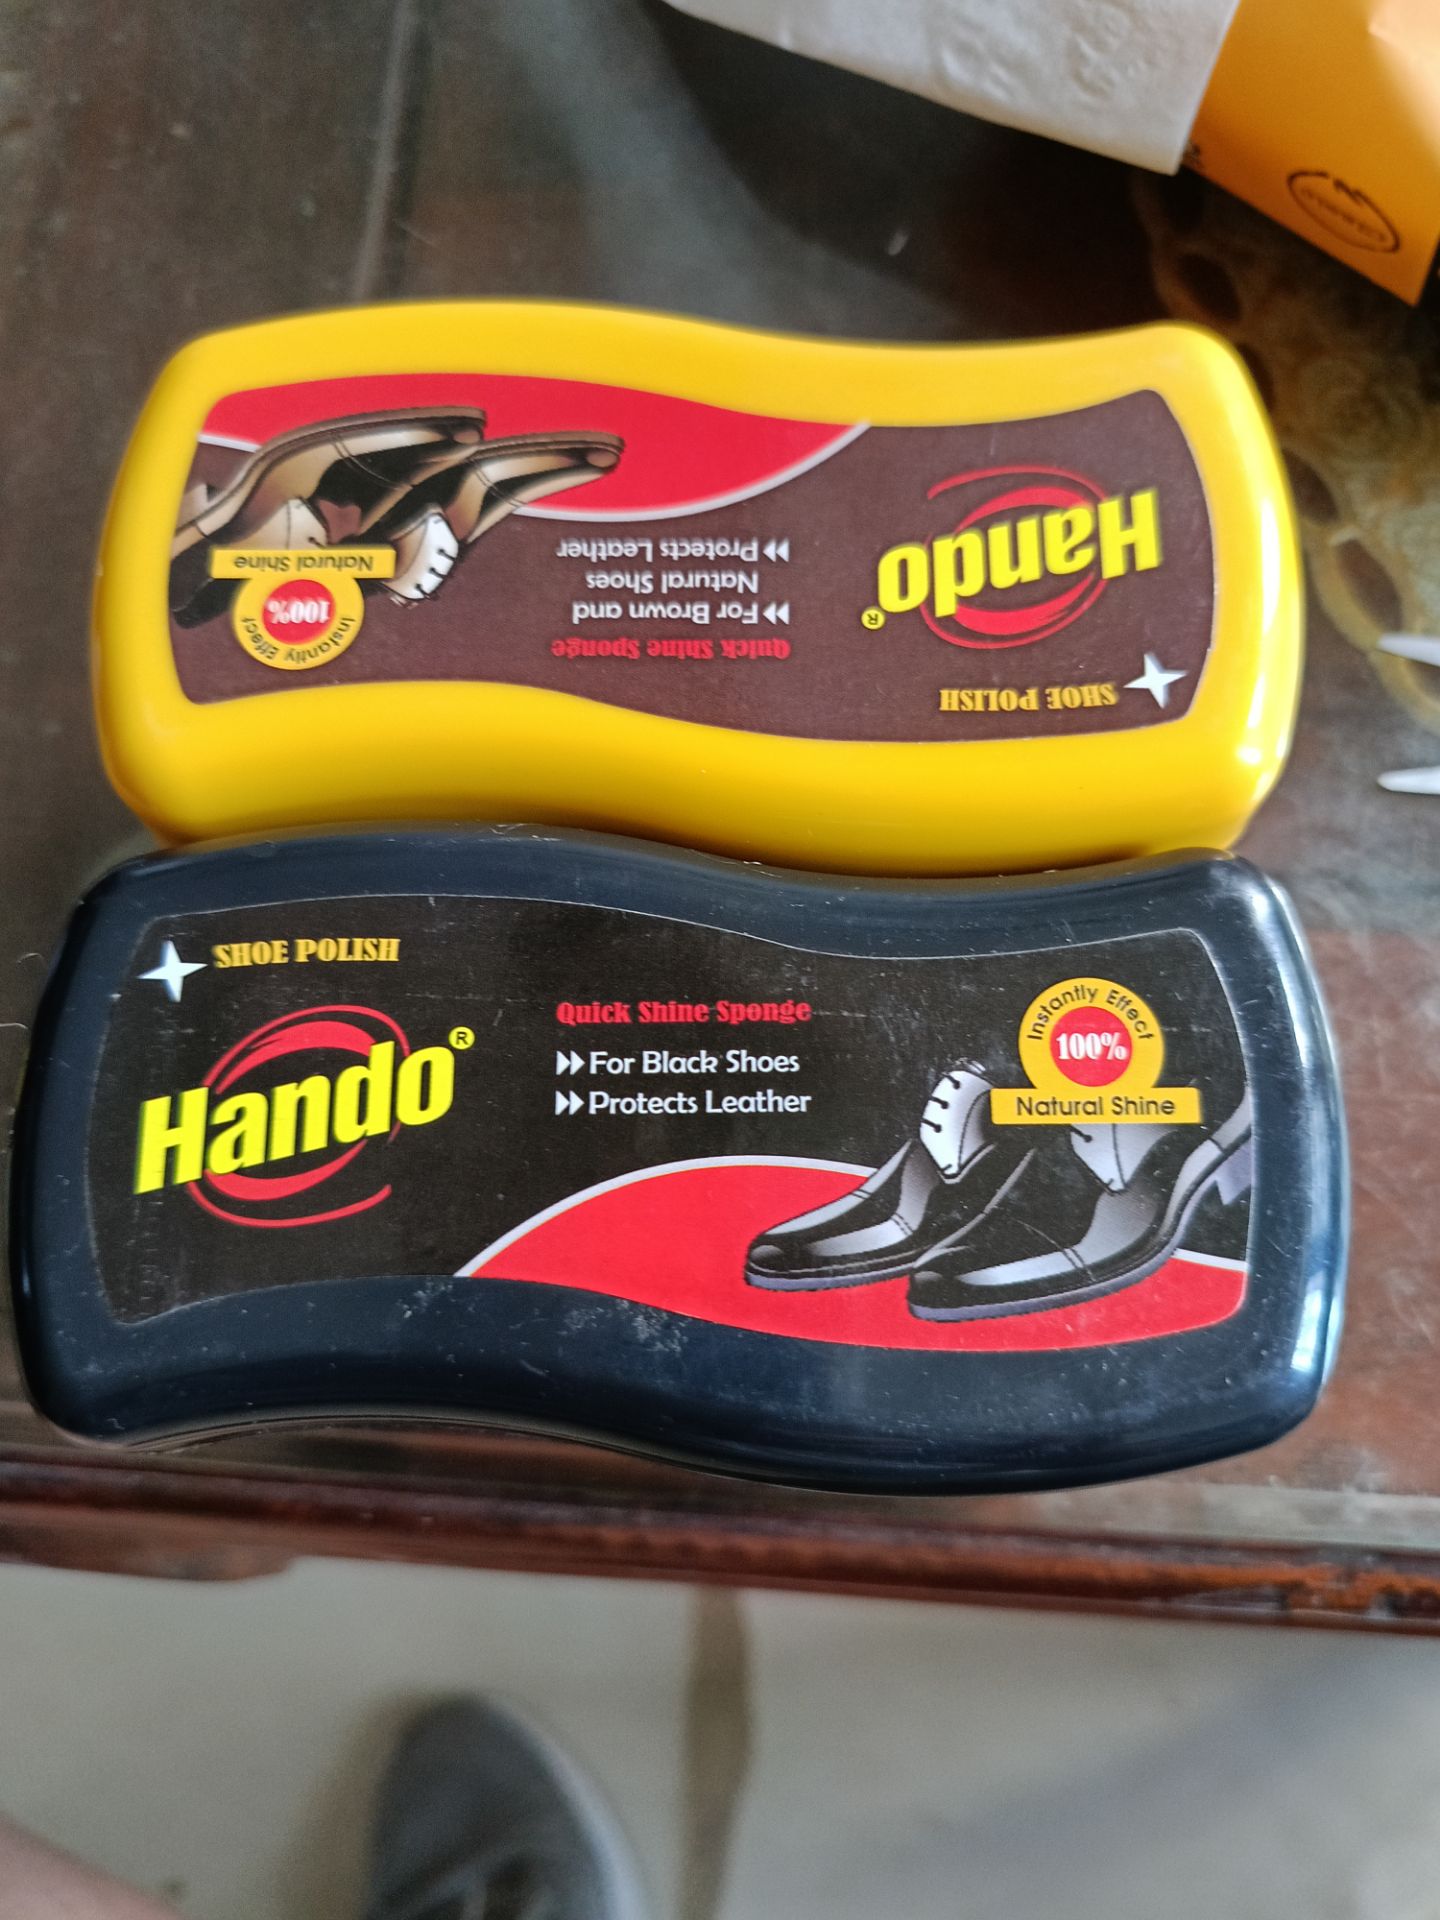 SHOE POLISH
Hando®
Quick Shine Sponge
For Brown and
Natural Shoes
Protects Leather
Instantly Effect
100%
Natural Shine
SHOE POLISH
Hando®
Quick Shine Sponge
For Black Shoes
Protects Leather
Instantly Effect
100%
Natural Shine